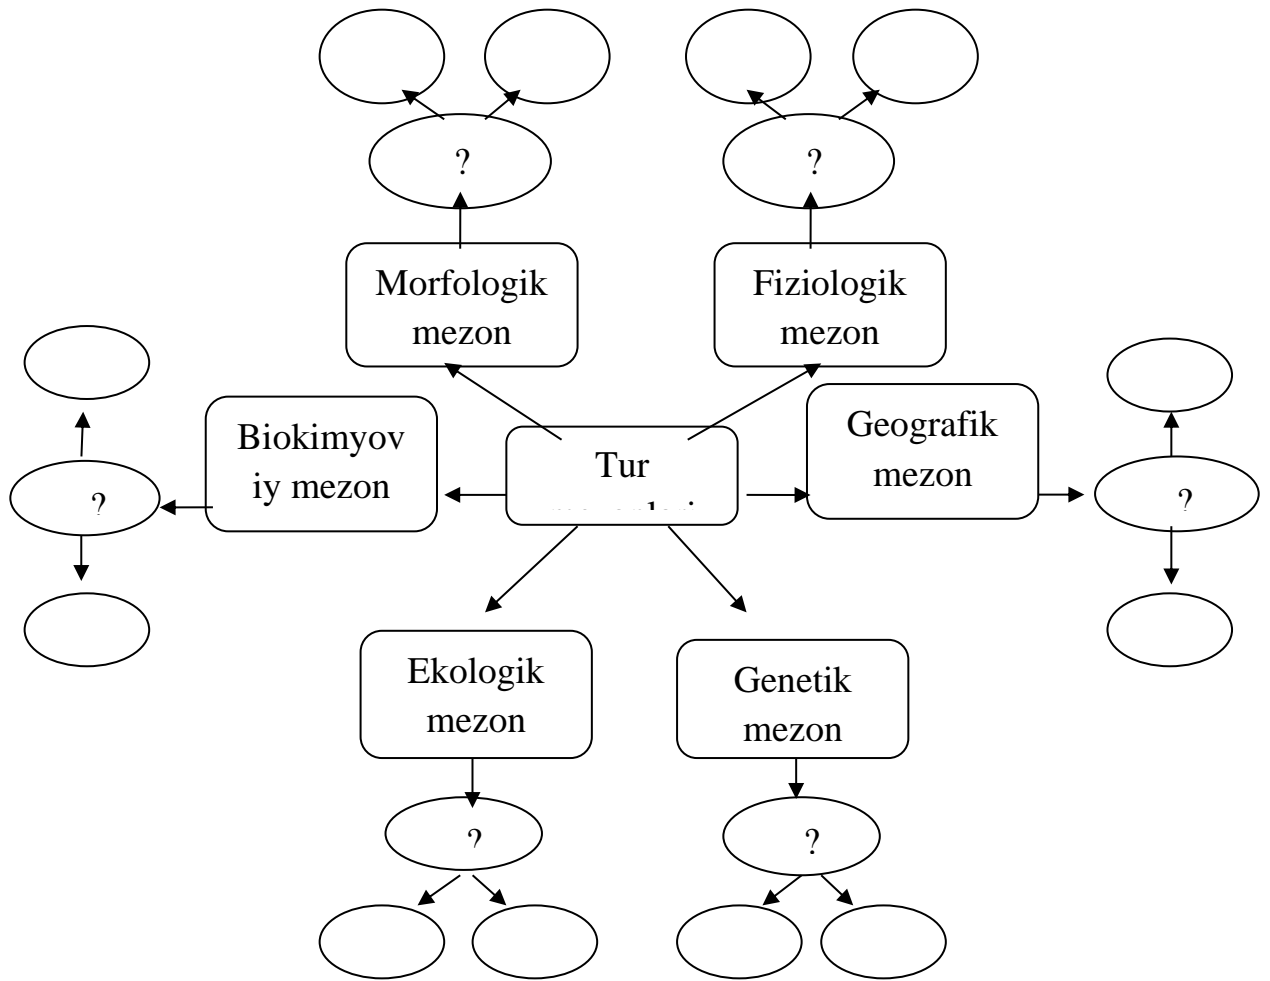 ?
?
Morfologik
mezon
Fiziologik
mezon
Biokimyov
iy mezon
?
Tur
Geografik
mezon
?
Ekologik
mezon
?
Genetik
mezon
?